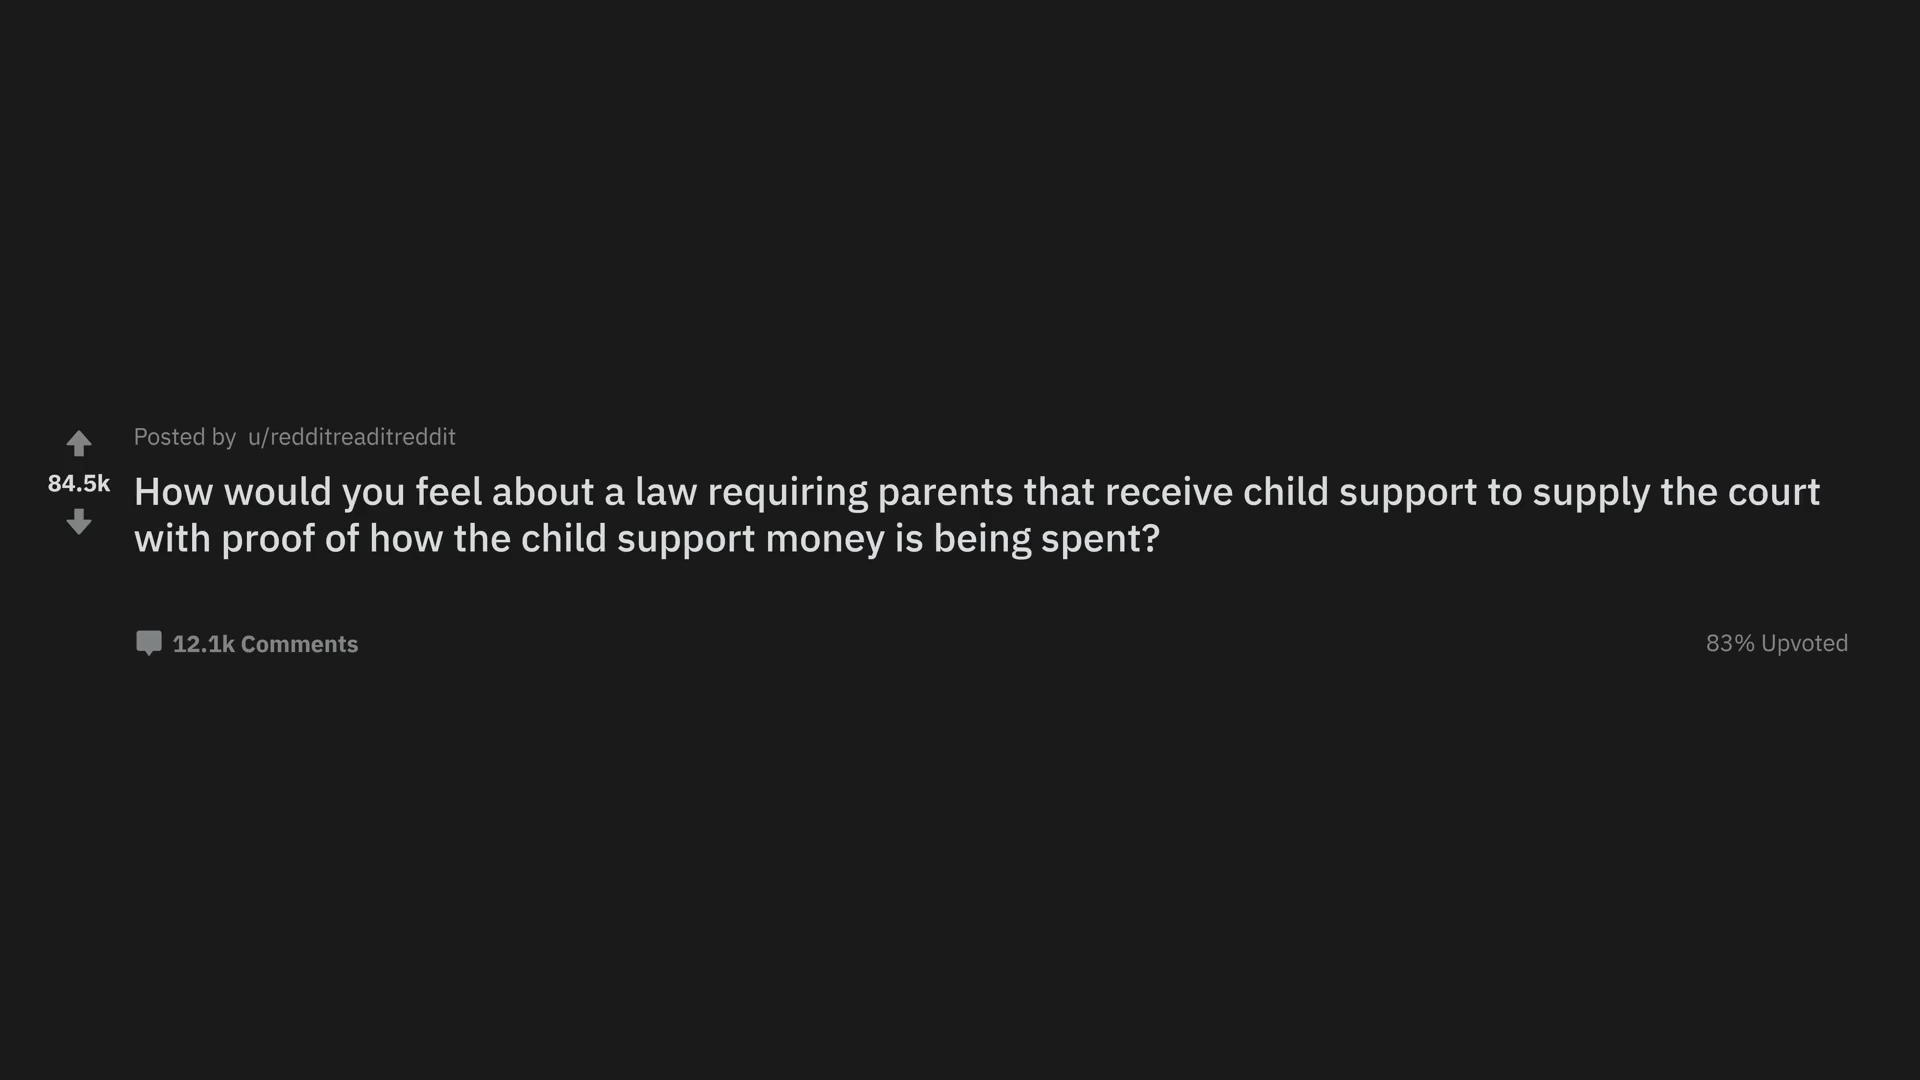 Posted by u/redditreaditreddit
84.5k
How would you feel about a law requiring parents that receive child support to supply the court
with proof of how the child support money is being spent?
12.1k Comments
83% Upvoted